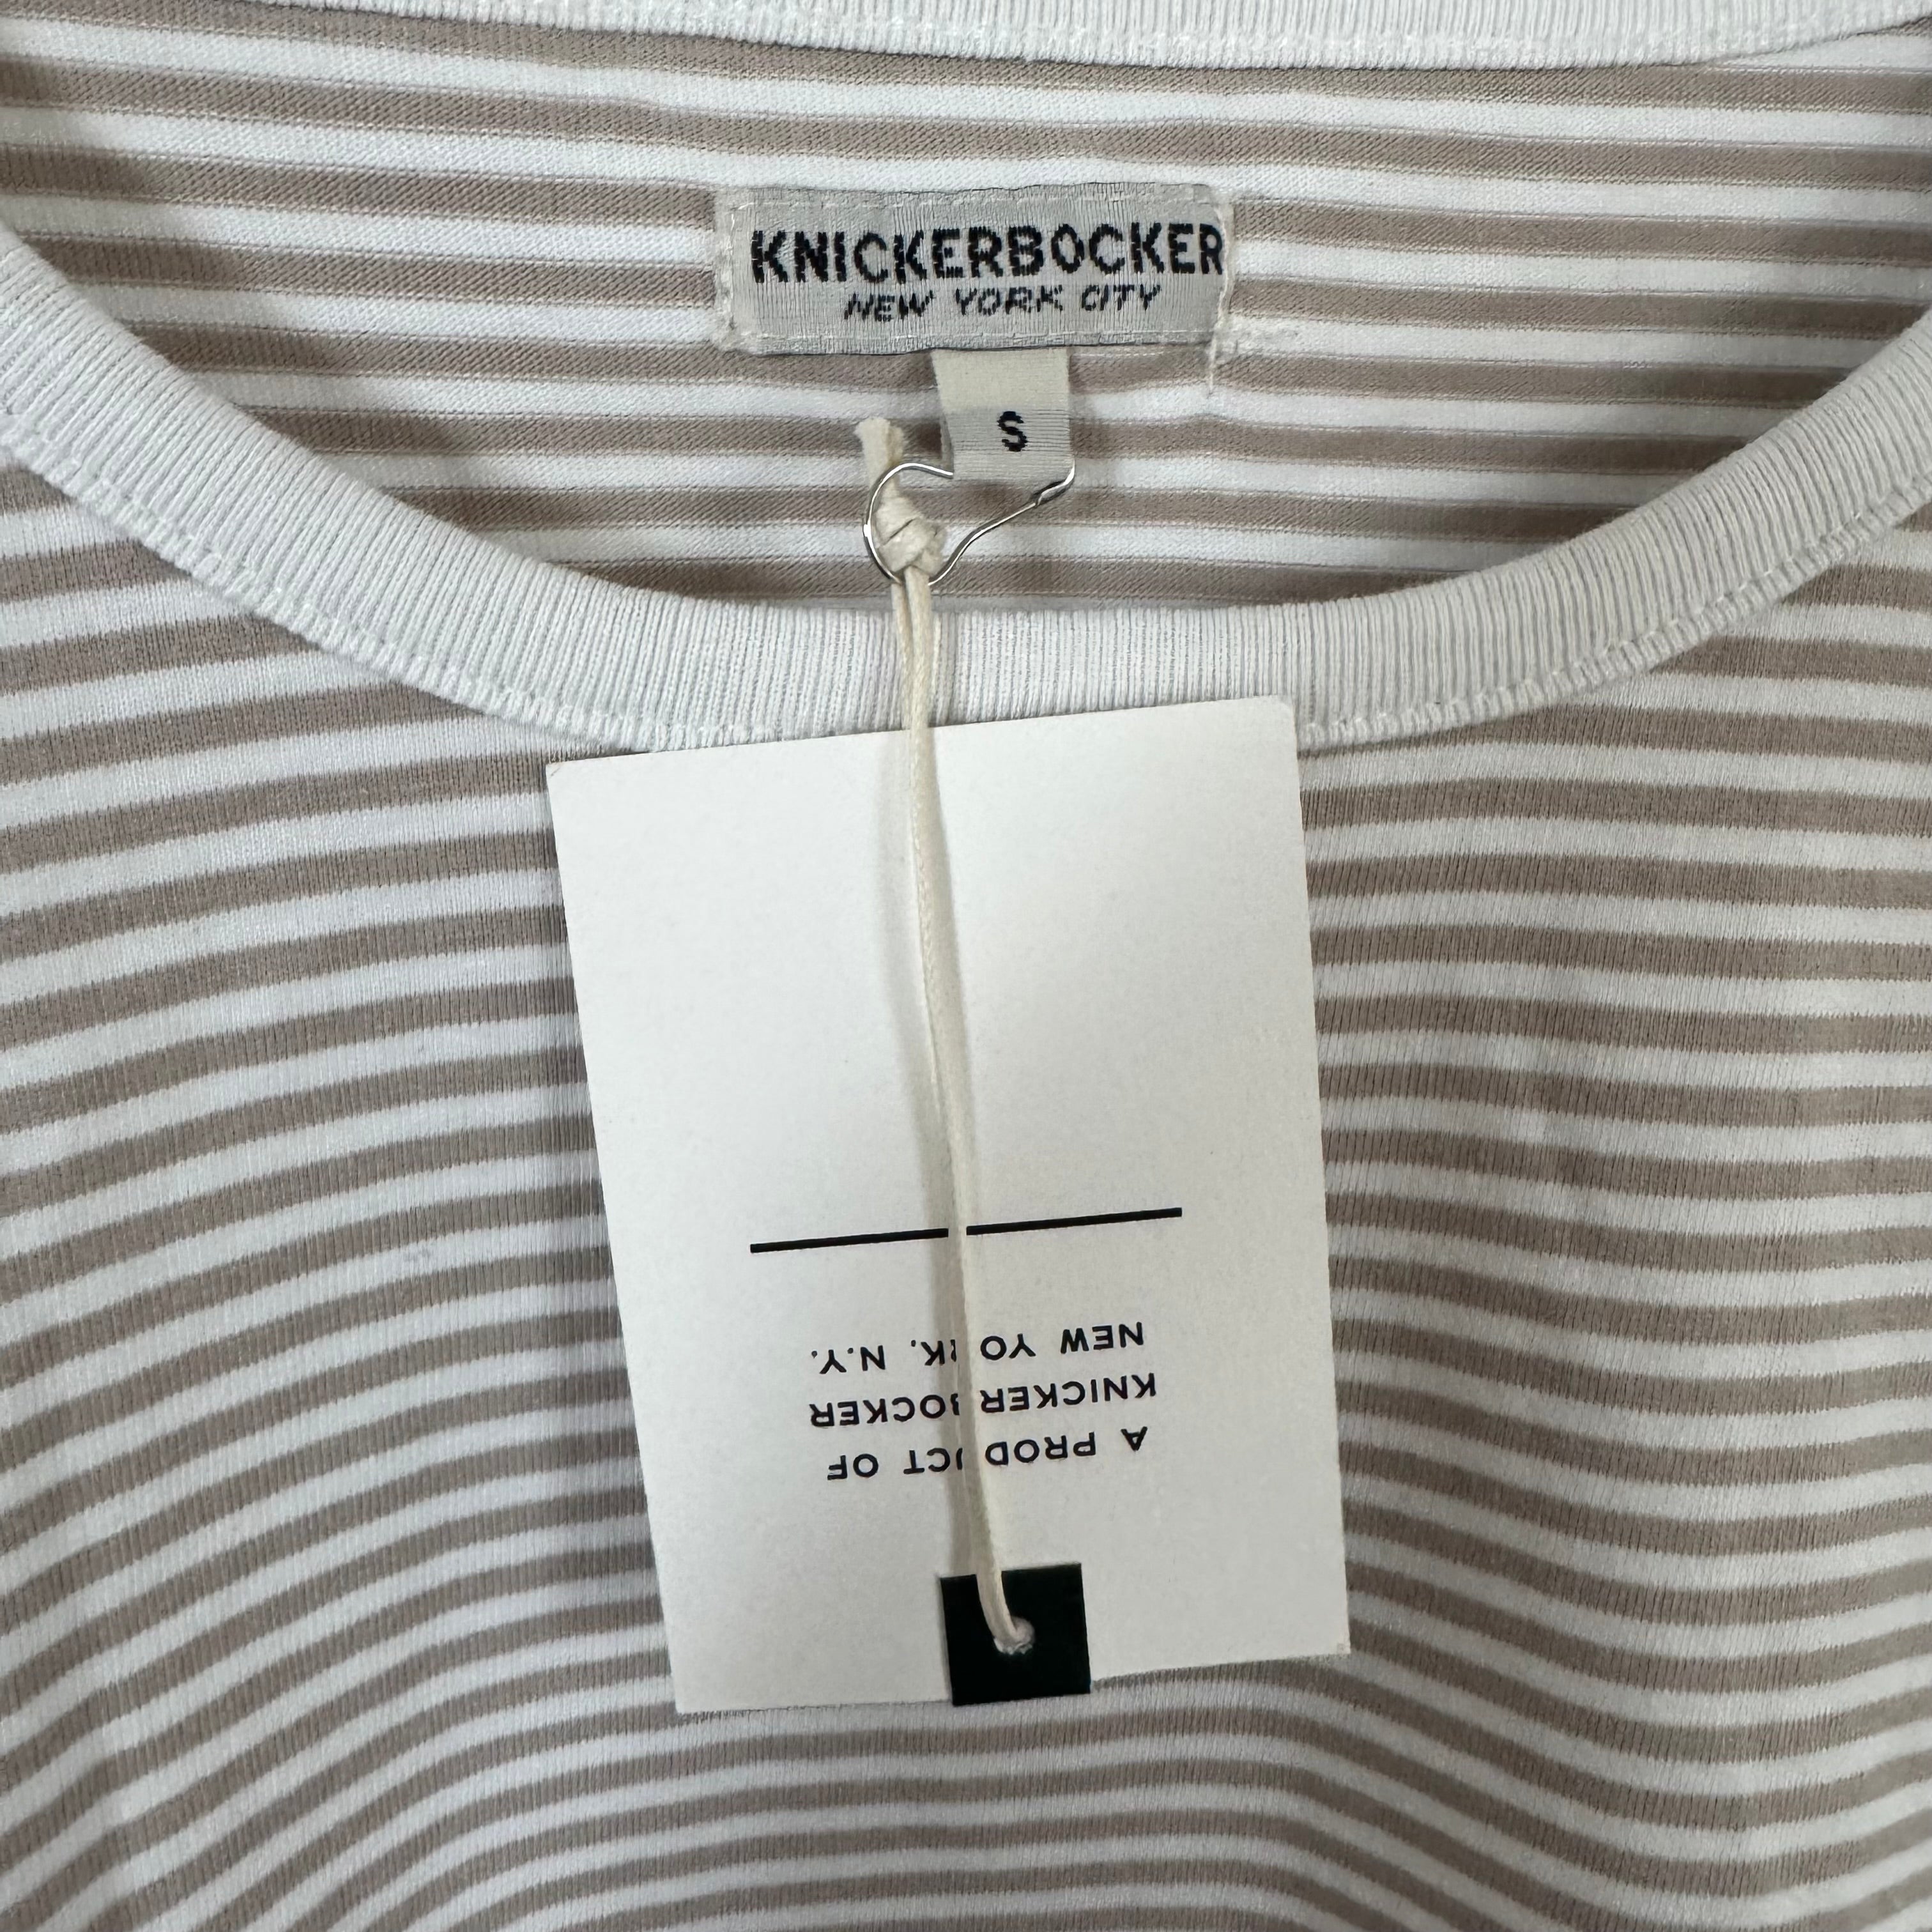 KNICKERBOCKER
NEW YORK CITY
S
A PRODUCT OF
KNICKERBOCKER
NEW YORK, N.Y.